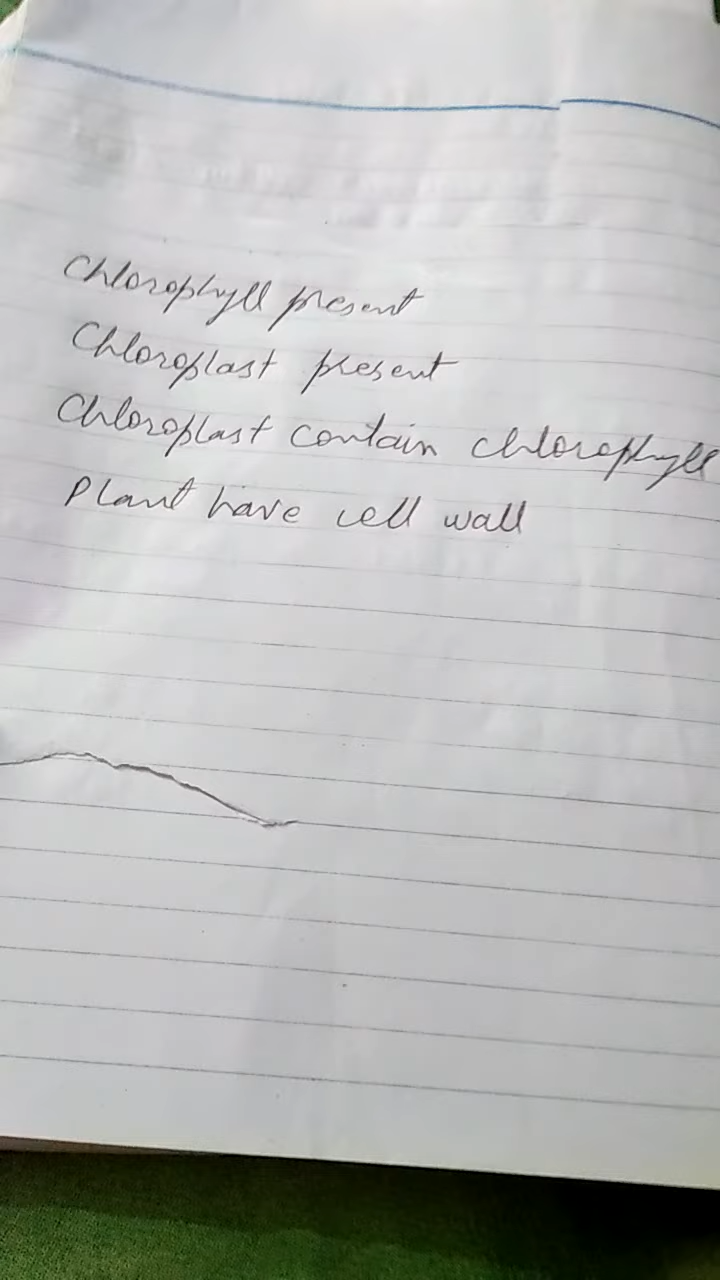 Chlorophyll present
Chloroplast present
Chloroplast contain chlorophyll
Plant have cell wall